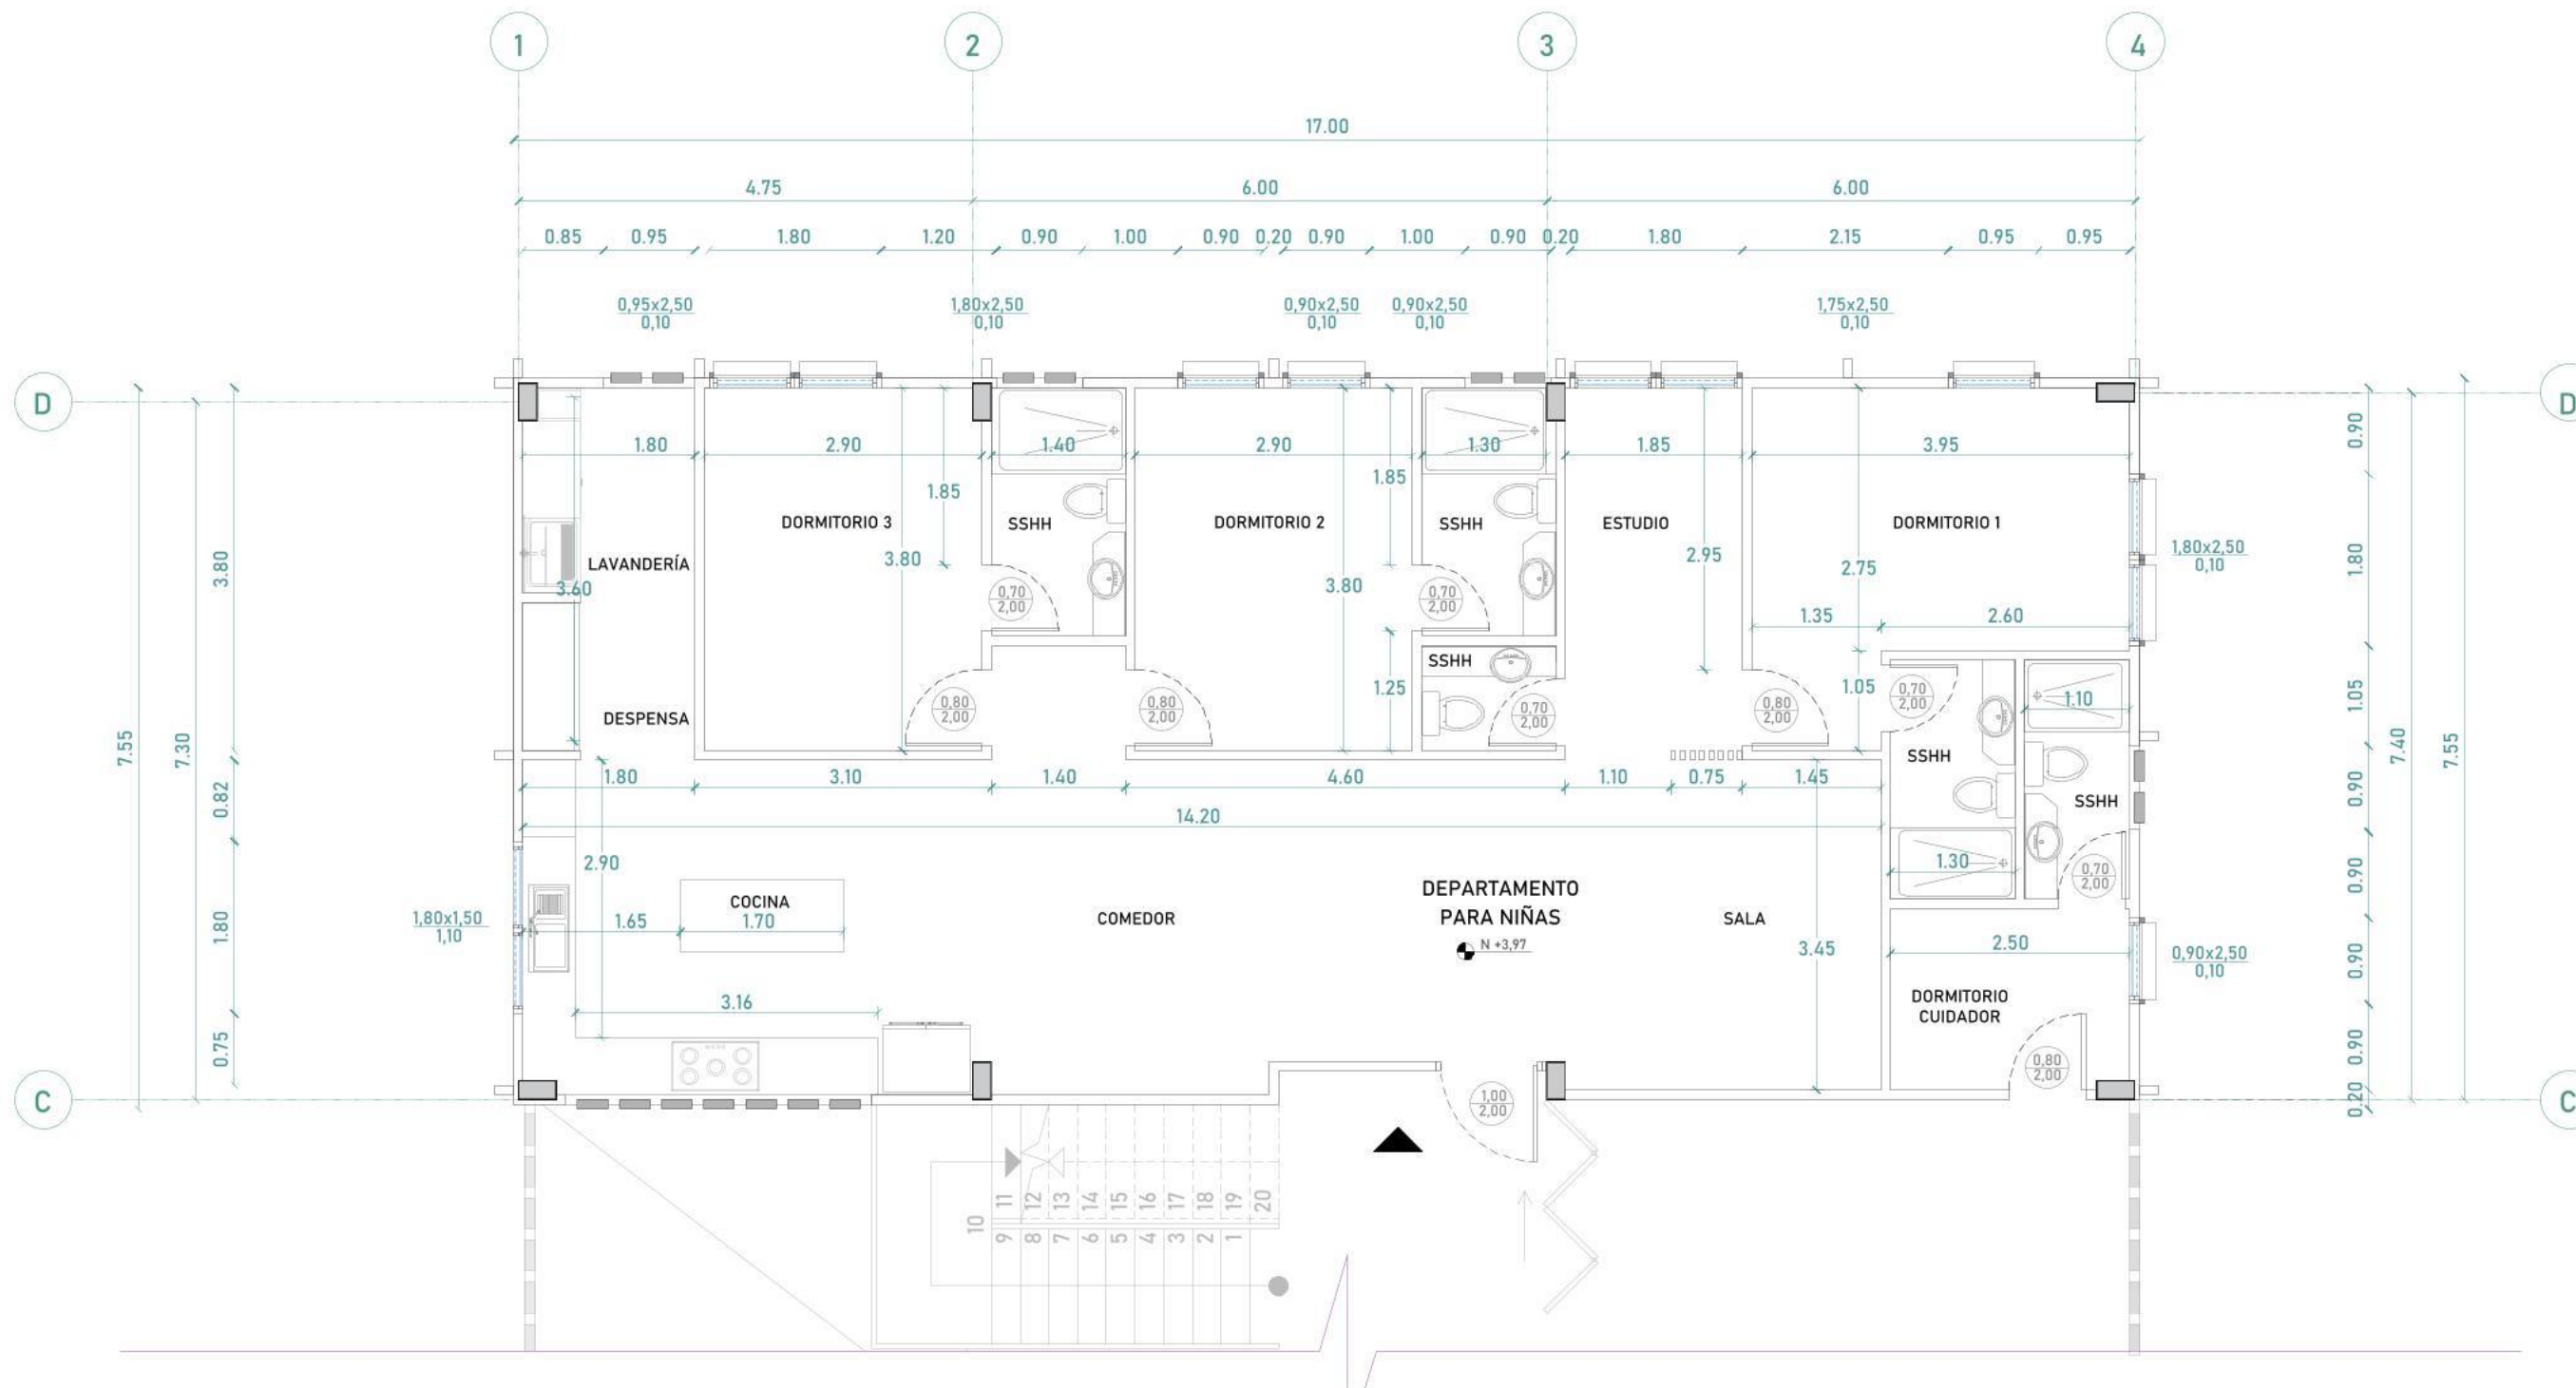 1 2 3 4
17.00
4.75 6.00 6.00
0.85 0.95 1.80 1.20 0.90 1.00 0.90 0.20 0.90 1.00 0.90 0.20 1.80 2.15 0.95 0.95
0,95x2,50 1,80x2,50 0,90x2,50 0,90x2,50 1,75x2,50
0,10 0,10 0,10 0,10 0,10
D D
0.90
1.80 2.90 1.40 2.90 1.30 1.85 3.95
1.85 1.85
DORMITORIO 3 SSHH DORMITORIO 2 SSHH ESTUDIO DORMITORIO 1
1,80x2,50
0,10
3.80 LAVANDERÍA 3.80 3.80 2.95 2.75 1.80
3.60
0,70 0,70
2,00 2,00
1.35 2.60
SSHH
1.25 1.05 1.05
0,70
2,00
1.10
0,80 0,80 0,70 0,80
2,00 2,00 2,00 2,00
DESPENSA
7.55 7.30 7.40 7.55
SSHH
1.80 3.10 1.40 4.60 1.10 0.75 1.45
0.82 0.90
SSHH
14.20
2.90 1.30 0.90
0,70
2,00
DEPARTAMENTO
PARA NIÑAS
N +3,97
COCINA
1.65 1.70
COMEDOR SALA
1,80x1,50
1,10
1.80
3.45 2.50 0.90
0,90x2,50
0,10
3.16
DORMITORIO
CUIDADOR
0.75 0.90
0,80
2,00
C C
0.20
1,00
2,00
11 12 13 14 15 16 17 18 19 20
10
9 8 7 6 5 4 3 2 1